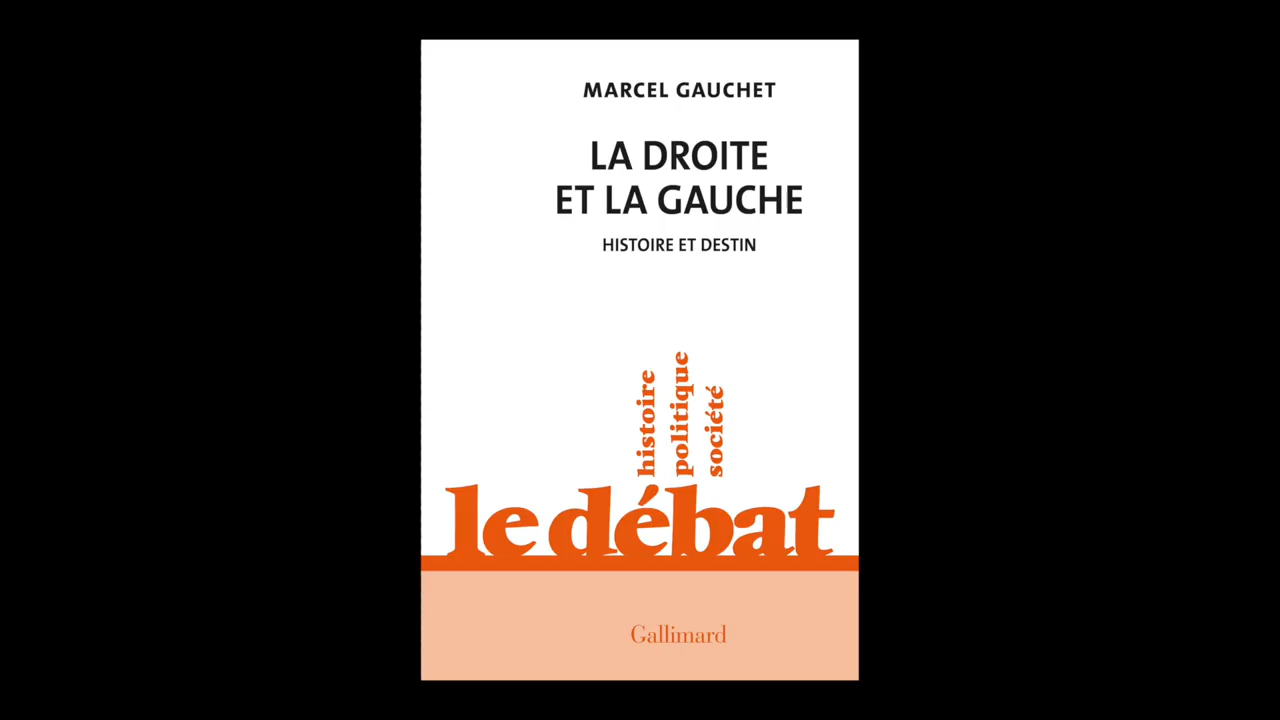 MARCEL GAUCHET
LA DROITE
ET LA GAUCHE
HISTOIRE ET DESTIN
histoire
politique
société
le débat
Gallimard